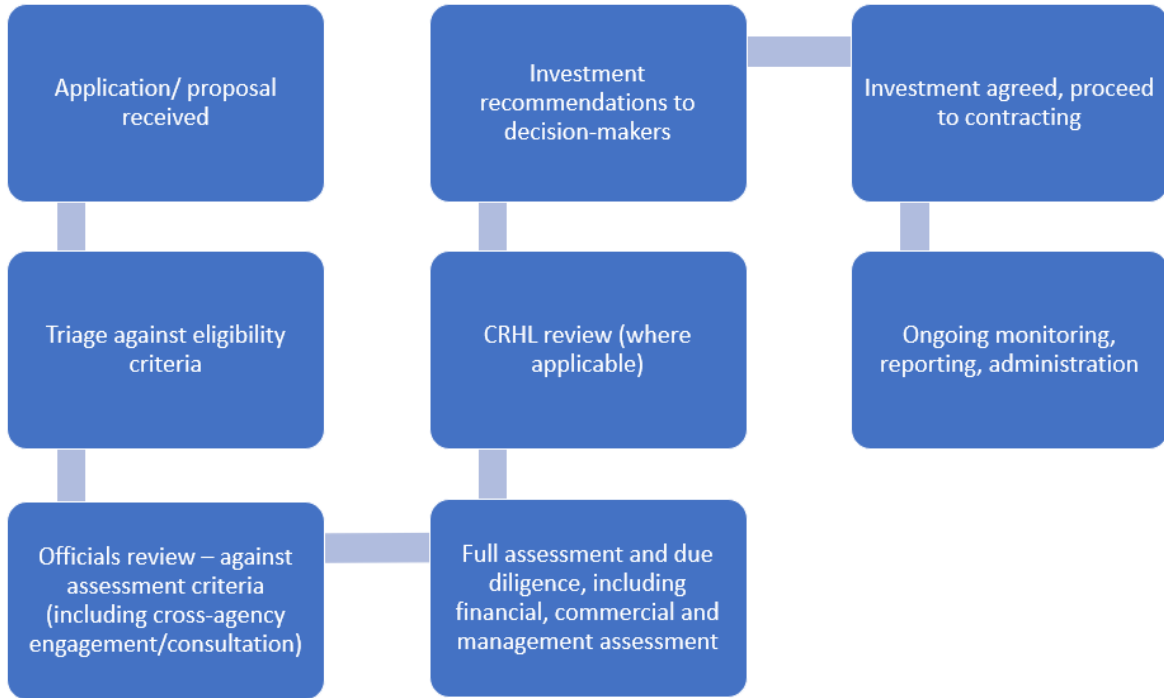 Application/ proposal
received
Triage against eligibility
criteria
Officials review – against
assessment criteria
(including cross-agency
engagement/consultation)
Full assessment and due
diligence, including
financial, commercial and
management assessment
CRHL review (where
applicable)
Investment
recommendations to
decision-makers
Investment agreed, proceed
to contracting
Ongoing monitoring,
reporting, administration